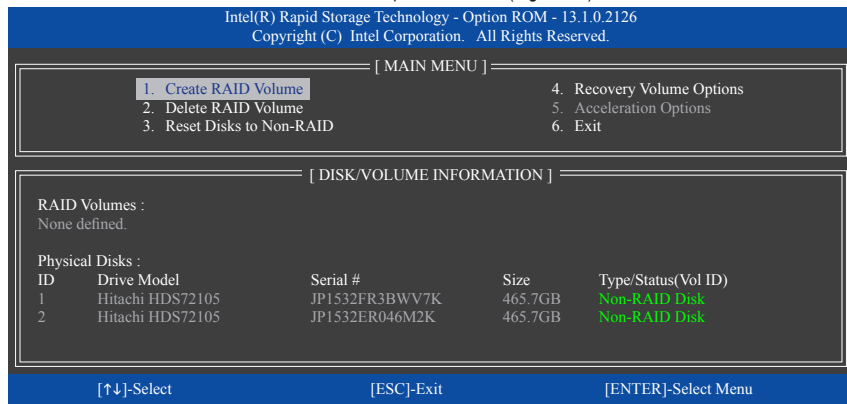 Intel(R) Rapid Storage Technology - Option ROM - 13.1.0.2126
Copyright (C) Intel Corporation. All Rights Reserved.
[ MAIN MENU ]
1. Create RAID Volume
2. Delete RAID Volume
3. Reset Disks to Non-RAID
4. Recovery Volume Options
5. Acceleration Options
6. Exit
[ DISK/VOLUME INFORMATION ]
RAID Volumes :
None defined.
Physical Disks :
ID Drive Model Serial # Size Type/Status(Vol ID)
1 Hitachi HDS72105 JP1532FR3BWV7K 465.7GB Non-RAID Disk
2 Hitachi HDS72105 JP1532ER046M2K 465.7GB Non-RAID Disk
[↑↓]-Select [ESC]-Exit [ENTER]-Select Menu